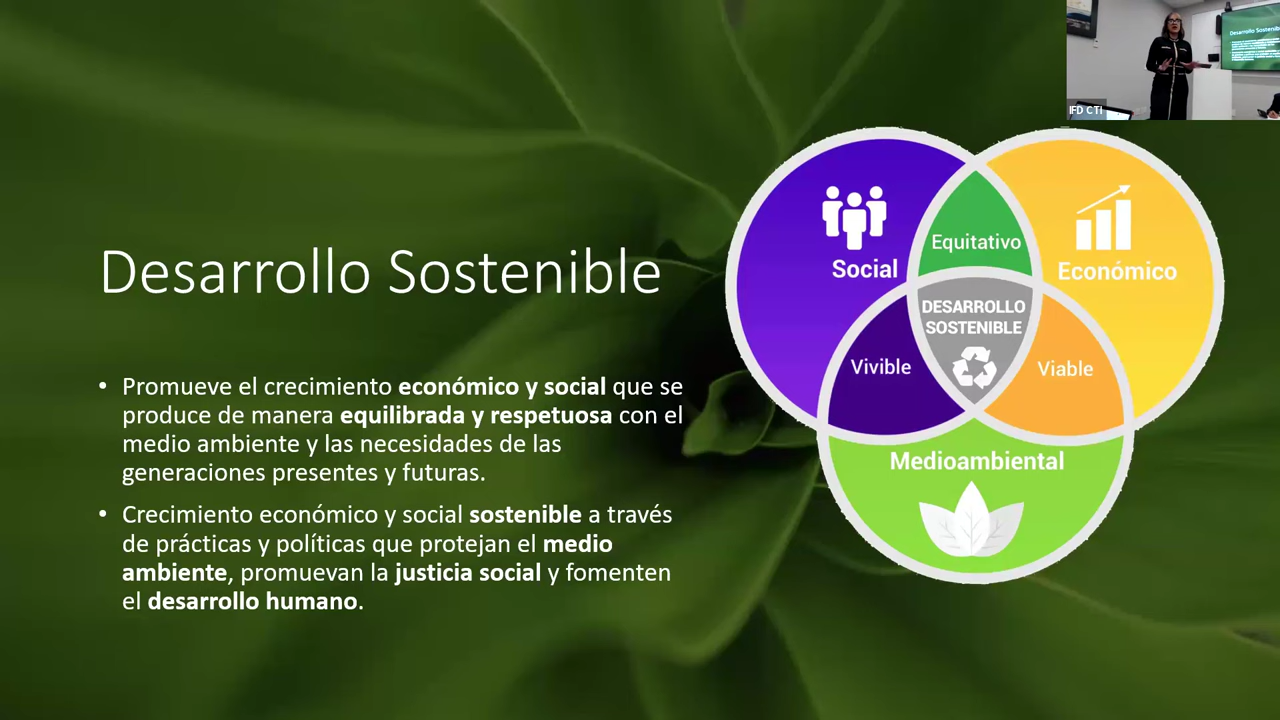 Desarrollo Sostenible
• Promueve el crecimiento económico y social que se
produce de manera equilibrada y respetuosa con el
medio ambiente y las necesidades de las
generaciones presentes y futuras.
• Crecimiento económico y social sostenible a través
de prácticas y políticas que protejan el medio
ambiente, promuevan la justicia social y fomenten
el desarrollo humano.
Social
Equitativo
Económico
DESARROLLO
SOSTENIBLE
Vivible
Viable
Medioambiental
IFD CTI